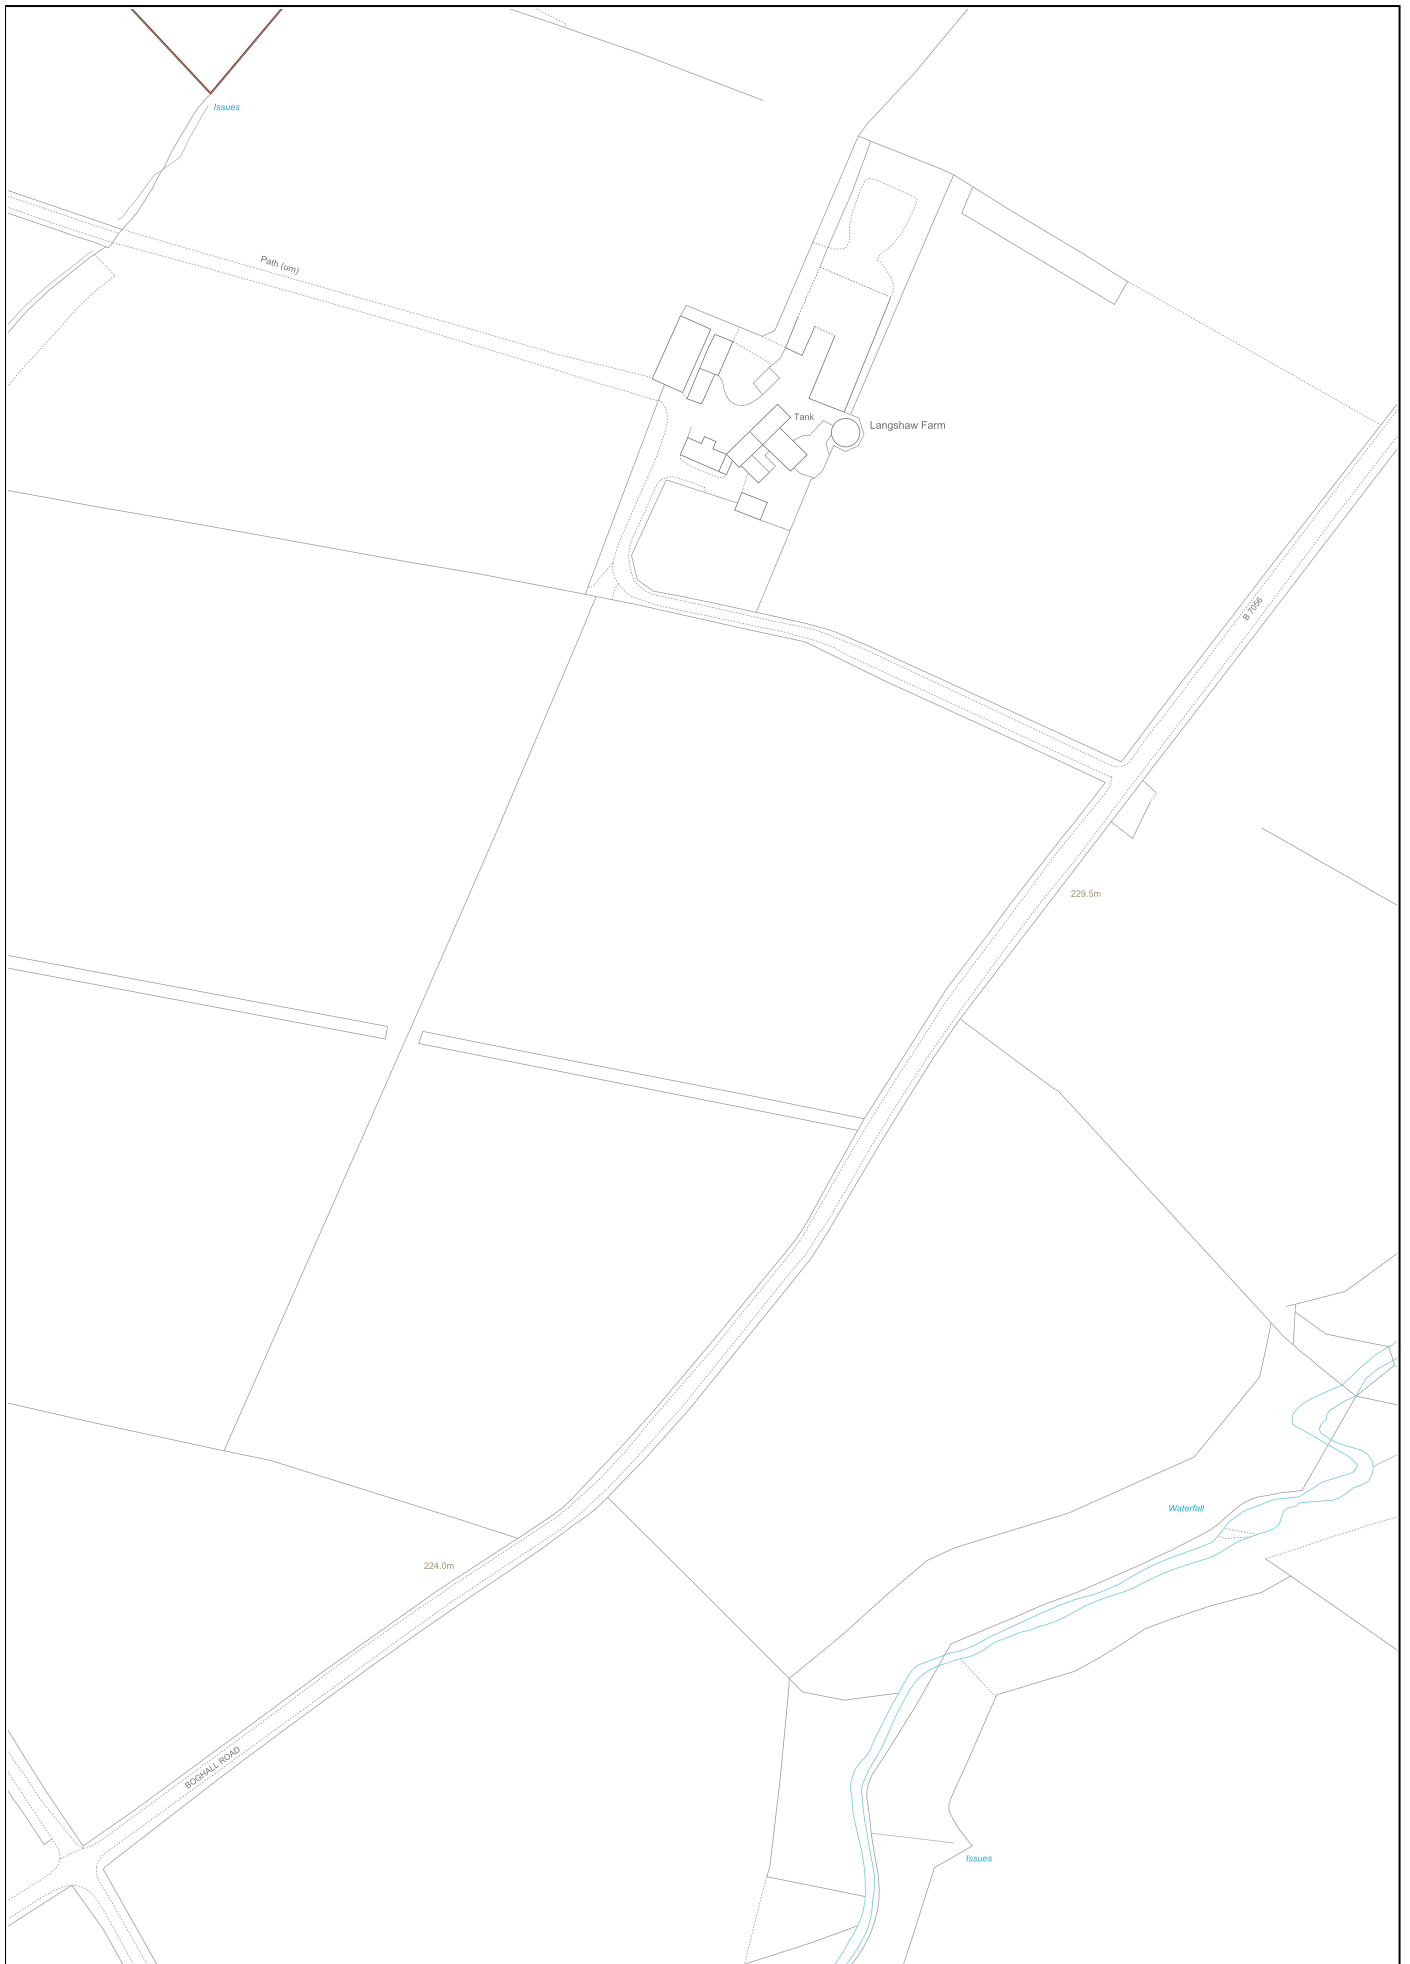 Issues
Path (um)
Tank
Langshaw Farm
B 7056
229.5m
Waterfall
224.0m
BOGHALL ROAD
Issues